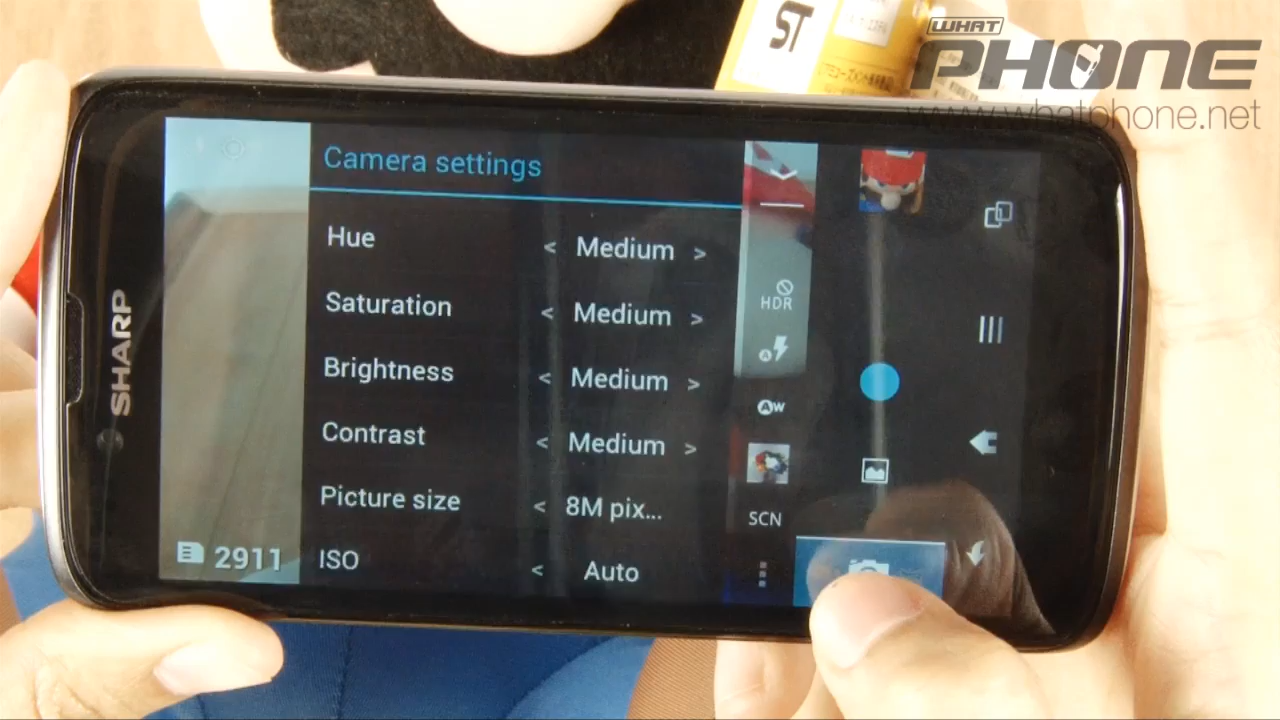 WHAT
PHONE
www.whatphone.net
ST
SHARP
Camera settings
Hue < Medium >
Saturation < Medium >
Brightness < Medium >
Contrast < Medium >
Picture size < 8M pix...
ISO < Auto
2911
HDR
A
AW
SCN